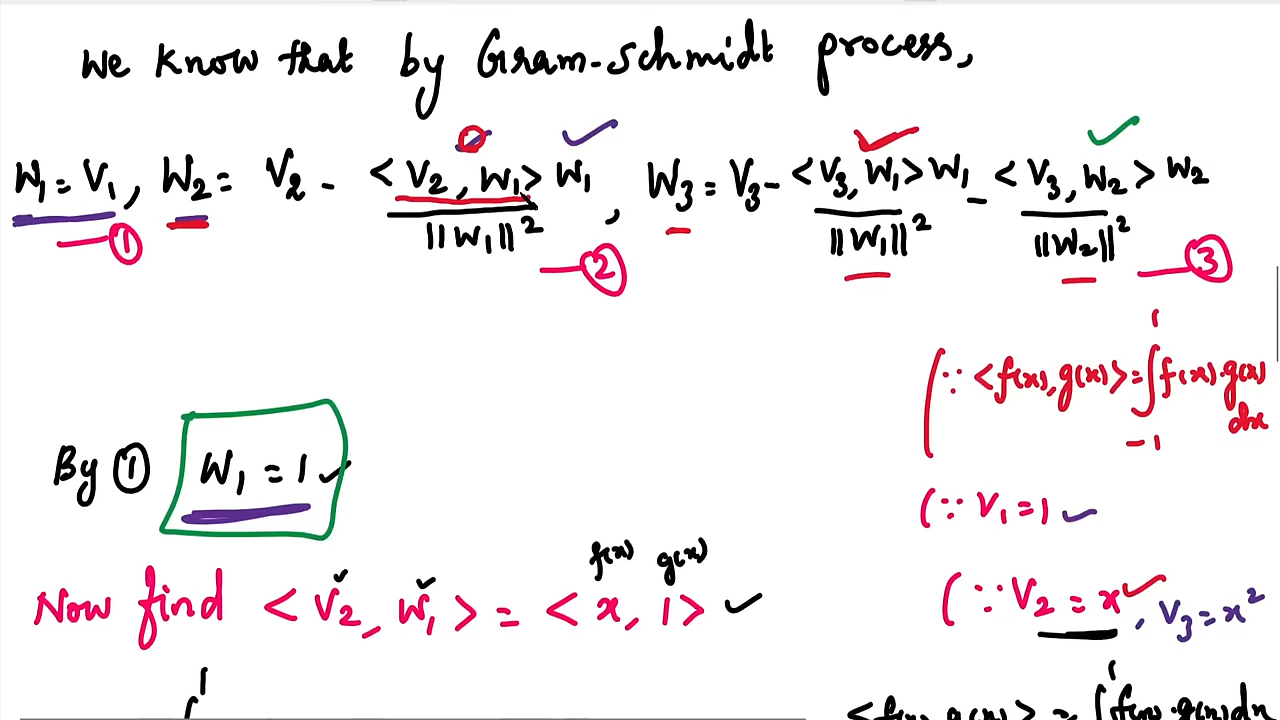 We know that by Gram-Schmidt process,
W₁ = V₁, W₂ = V₂ - <V₂, W₁> / ||W₁||² W₁, W₃ = V₃ - <V₃, W₁> / ||W₁||² W₁ - <V₃, W₂> / ||W₂||² W₂
① ② ③
(∵ <f(x), g(x)> = ∫₋₁¹ f(x)·g(x) dx
By ① W₁ = 1
(∵ V₁ = 1
f(x) g(x)
Now find <V₂, W₁> = <x, 1>
(∵ V₂ = x, V₃ = x²